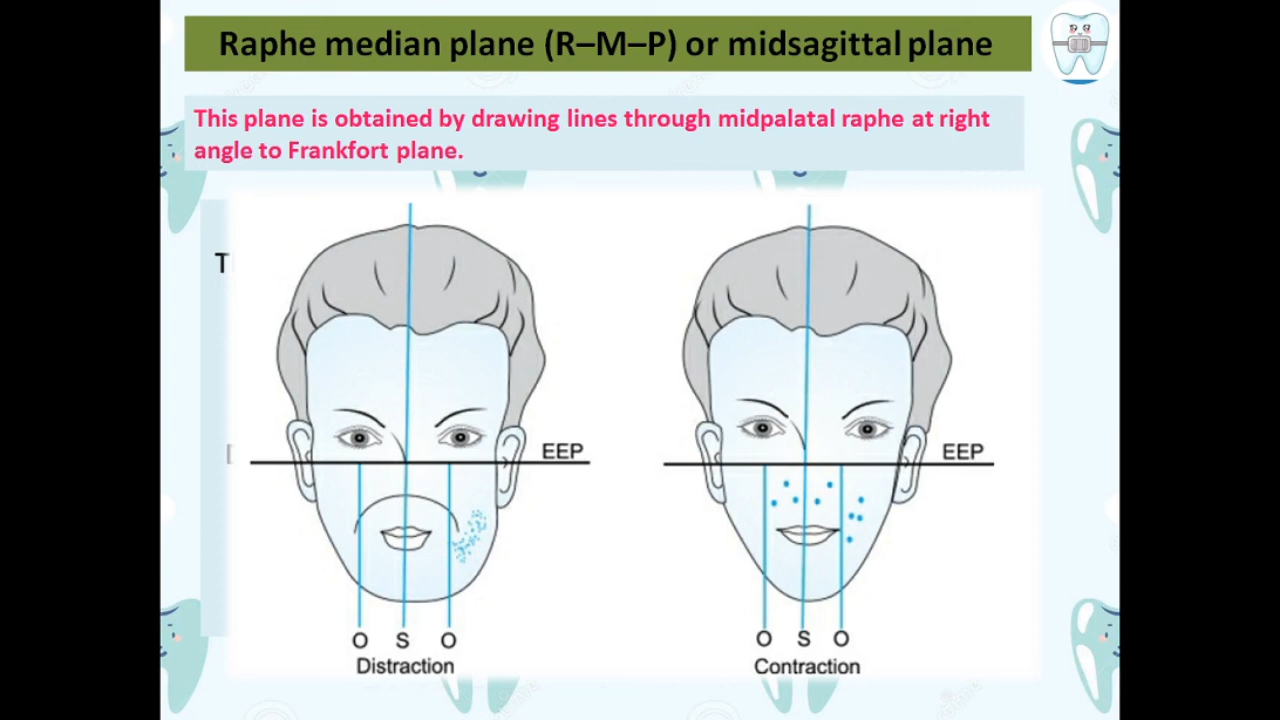 Raphe median plane (R–M–P) or midsagittal plane
This plane is obtained by drawing lines through midpalatal raphe at right
angle to Frankfort plane.
T
EEP
EEP
O S O
O S O
Distraction
Contraction